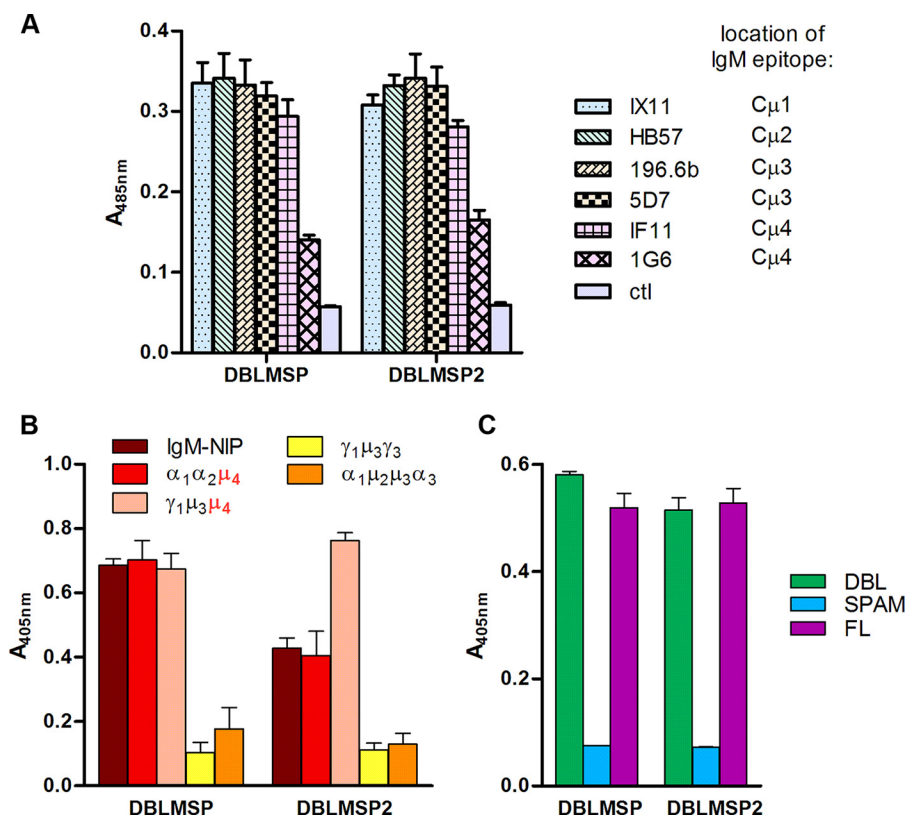 A
location of
IgM epitope:
0.4
0.3
0.2
0.1
0.0
A485nm
DBLMSP
DBLMSP2
IX11 Cμ1
HB57 Cμ2
196.6b Cμ3
5D7 Cμ3
IF11 Cμ4
1G6 Cμ4
ctl
B
IgM-NIP
α1α2μ4
γ1μ3μ4
γ1μ3γ3
α1μ2μ3α3
1.0
0.8
0.6
0.4
0.2
0.0
A405nm
DBLMSP
DBLMSP2
C
0.6
0.4
0.2
0.0
A405nm
DBLMSP
DBLMSP2
DBL
SPAM
FL